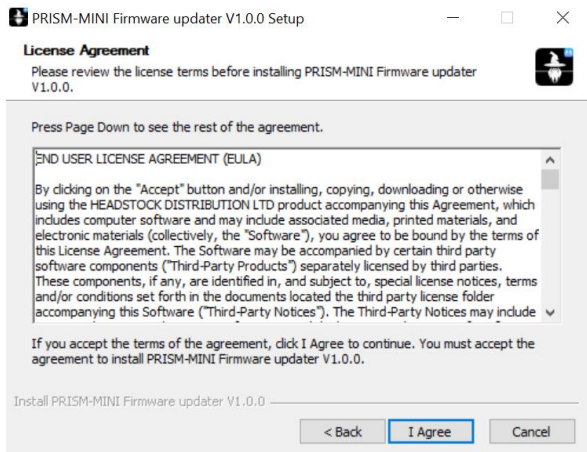 PRISM-MINI Firmware updater V1.0.0 Setup
License Agreement
Please review the license terms before installing PRISM-MINI Firmware updater
V1.0.0.
Press Page Down to see the rest of the agreement.
END USER LICENSE AGREEMENT (EULA)
By clicking on the "Accept" button and/or installing, copying, downloading or otherwise
using the HEADSTOCK DISTRIBUTION LTD product accompanying this Agreement, which
includes computer software and may include associated media, printed materials, and
electronic materials (collectively, the "Software"), you agree to be bound by the terms of
this License Agreement. The Software may be accompanied by certain third party
software components ("Third-Party Products") separately licensed by third parties.
These components, if any, are identified in, and subject to, special license notices, terms
and/or conditions set forth in the documents located the third party license folder
accompanying this Software ("Third-Party Notices"). The Third-Party Notices may include
If you accept the terms of the agreement, click I Agree to continue. You must accept the
agreement to install PRISM-MINI Firmware updater V1.0.0.
Install PRISM-MINI Firmware updater V1.0.0
< Back I Agree Cancel